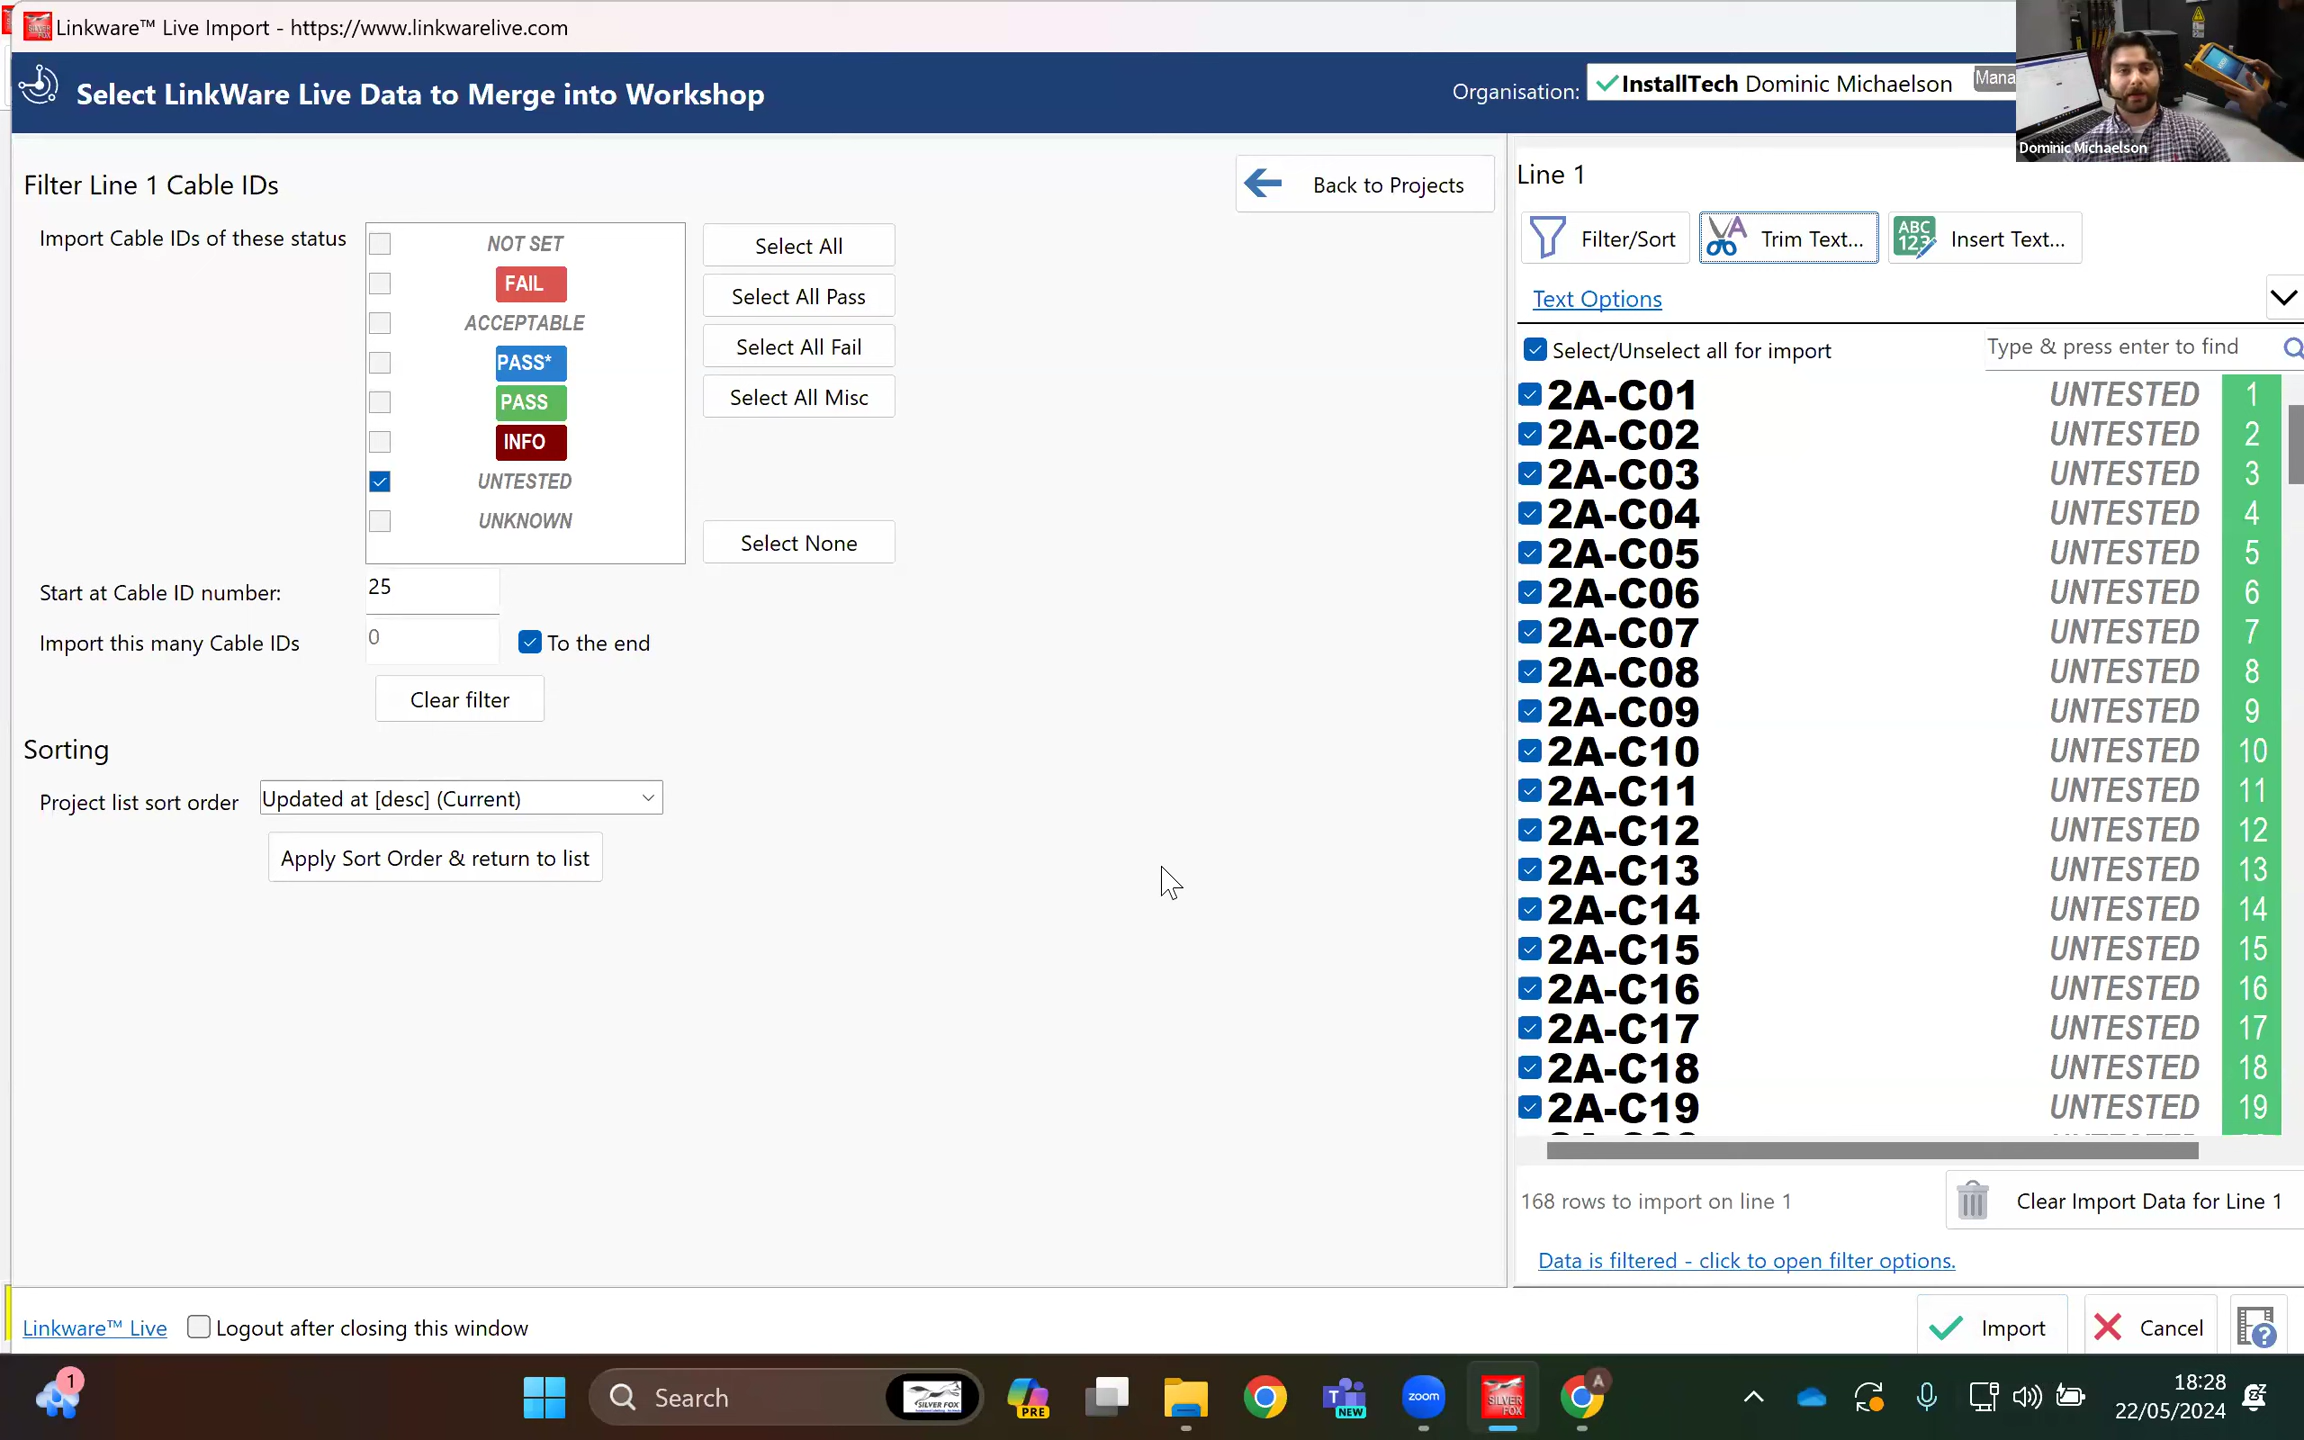 Linkware™ Live Import - https://www.linkwarelive.com
Select LinkWare Live Data to Merge into Workshop
Organisation: InstallTech Dominic Michaelson
Mana
Dominic Michaelson
Filter Line 1 Cable IDs
Back to Projects
Import Cable IDs of these status
NOT SET
FAIL
ACCEPTABLE
PASS*
PASS
INFO
UNTESTED
UNKNOWN
Select All
Select All Pass
Select All Fail
Select All Misc
Select None
Start at Cable ID number: 25
Import this many Cable IDs 0 To the end
Clear filter
Sorting
Project list sort order Updated at [desc] (Current)
Apply Sort Order & return to list
Line 1
Filter/Sort Trim Text... Insert Text...
Text Options
Select/Unselect all for import Type & press enter to find
2A-C01 UNTESTED 1
2A-C02 UNTESTED 2
2A-C03 UNTESTED 3
2A-C04 UNTESTED 4
2A-C05 UNTESTED 5
2A-C06 UNTESTED 6
2A-C07 UNTESTED 7
2A-C08 UNTESTED 8
2A-C09 UNTESTED 9
2A-C10 UNTESTED 10
2A-C11 UNTESTED 11
2A-C12 UNTESTED 12
2A-C13 UNTESTED 13
2A-C14 UNTESTED 14
2A-C15 UNTESTED 15
2A-C16 UNTESTED 16
2A-C17 UNTESTED 17
2A-C18 UNTESTED 18
2A-C19 UNTESTED 19
168 rows to import on line 1 Clear Import Data for Line 1
Data is filtered - click to open filter options.
Linkware™ Live Logout after closing this window
Import Cancel
1
Search
SILVER FOX
PRE
NEW
zoom
SILVER FOX
A
18:28
22/05/2024